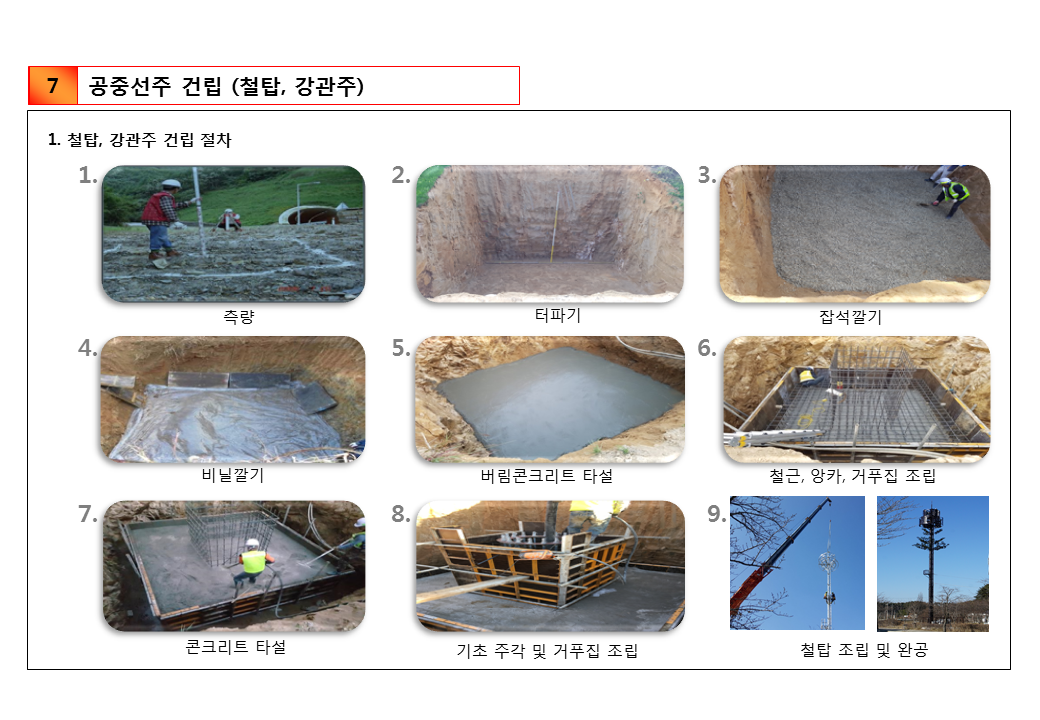 7 공중선주 건립 (철탑, 강관주)
1. 철탑, 강관주 건립 절차
1. 2. 3.
측량 터파기 잡석깔기
4. 5. 6.
비닐깔기 버림콘크리트 타설 철근, 앙카, 거푸집 조립
7. 8. 9.
콘크리트 타설 기초 주각 및 거푸집 조립 철탑 조립 및 완공